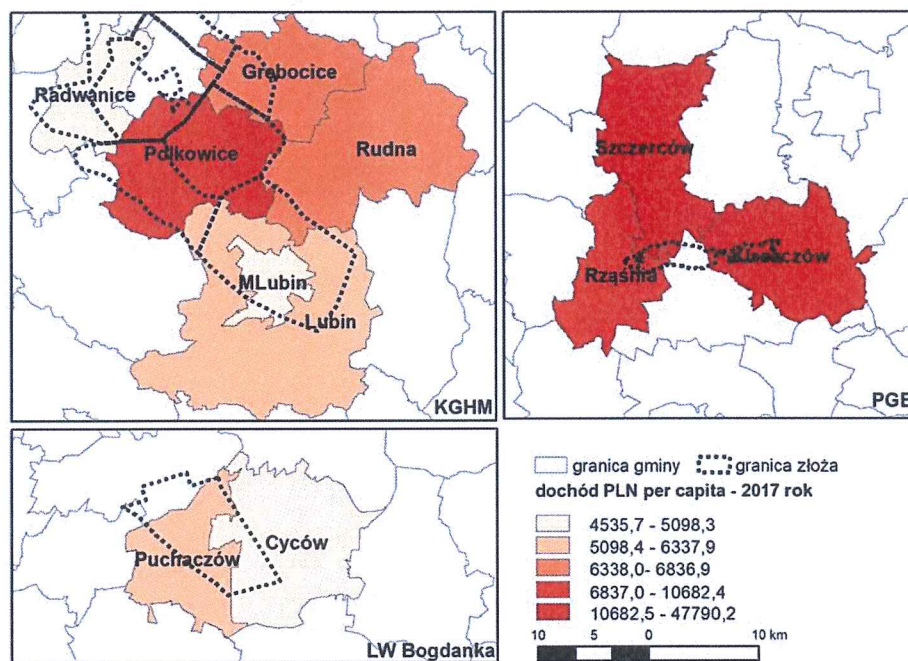 Grębocice
Radwanice
Polkowice
Rudna
MLubin
Lubin
KGHM
Szczerców
Kleszczów
Rząśnia
PGE
Cyców
Puchaczów
LW Bogdanka
granica gminy granica złoża
dochód PLN per capita - 2017 rok
4535,7 - 5098,3
5098,4 - 6337,9
6338,0- 6836,9
6837,0 - 10682,4
10682,5 - 47790,2
10 5 0 10 km